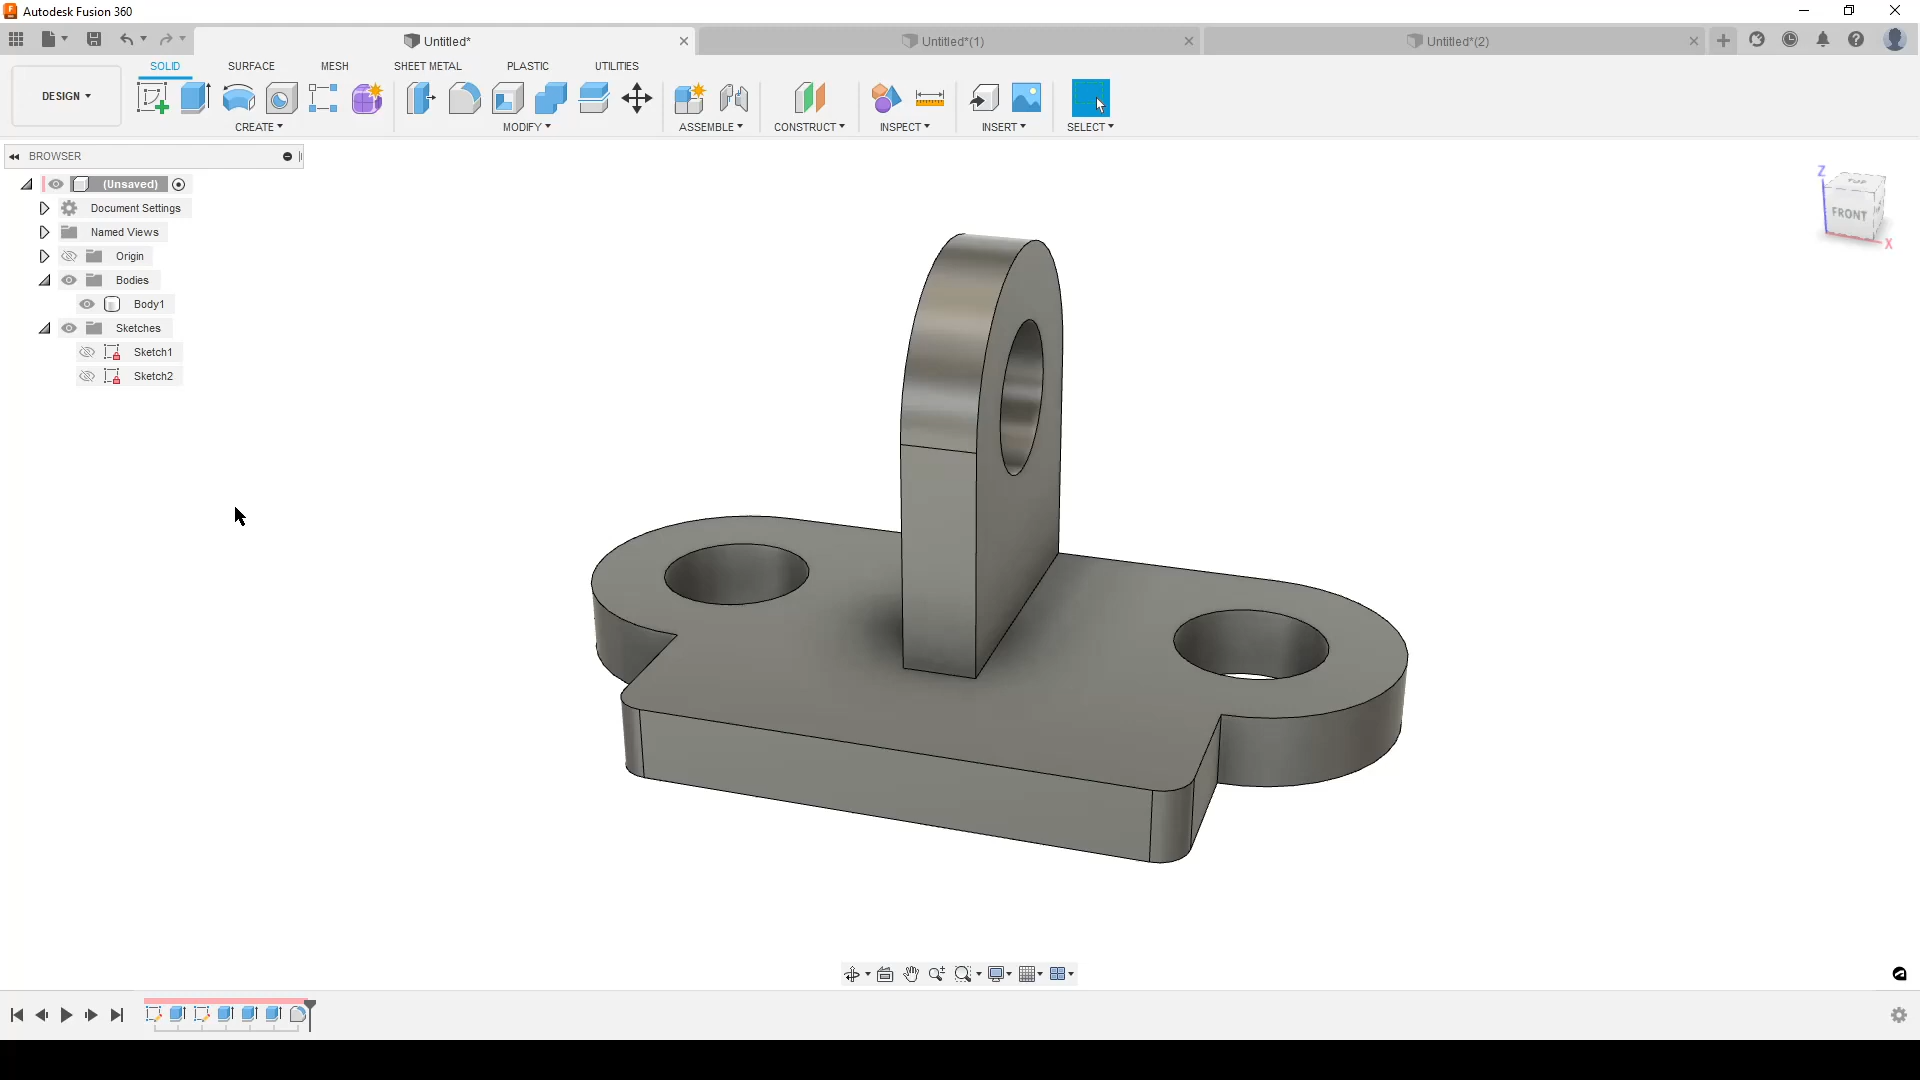 Autodesk Fusion 360
Untitled*
Untitled*(1)
Untitled*(2)
SOLID
SURFACE
MESH
SHEET METAL
PLASTIC
UTILITIES
DESIGN
CREATE
MODIFY
ASSEMBLE
CONSTRUCT
INSPECT
INSERT
SELECT
BROWSER
(Unsaved)
Document Settings
Named Views
Origin
Bodies
Body1
Sketches
Sketch1
Sketch2
Z
TOP
FRONT
X